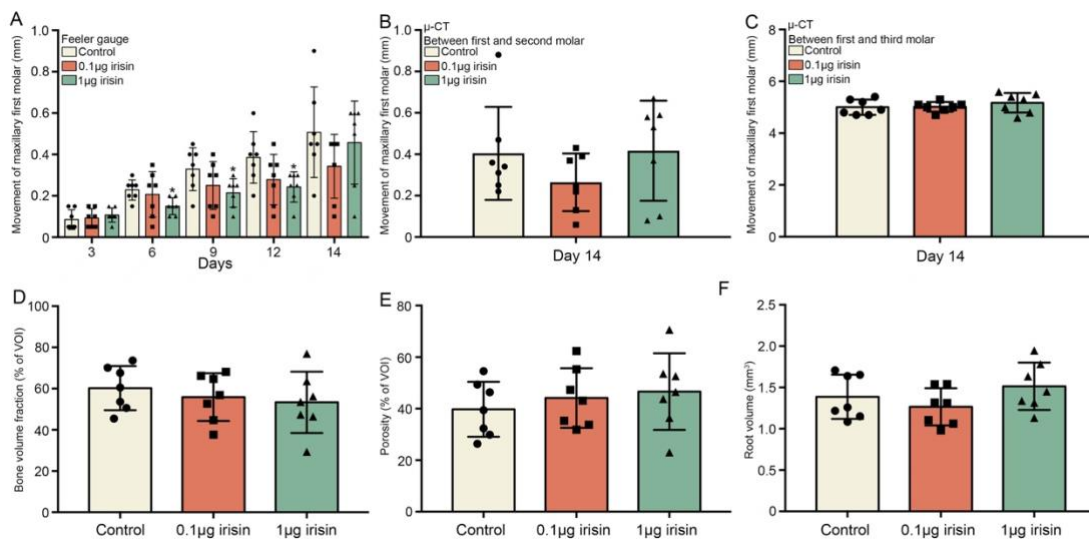 A
Feeler gauge
Control
0.1μg irisin
1μg irisin
Movement of maxillary first molar (mm)
1.0
0.8
0.6
0.4
0.2
0
*
*
*
3 6 9 12 14
Days
B
μ-CT
Between first and second molar
Control
0.1μg irisin
1μg irisin
Movement of maxillary first molar (mm)
1.0
0.8
0.6
0.4
0.2
0
Day 14
C
μ-CT
Between first and third molar
Control
0.1μg irisin
1μg irisin
Movement of maxillary first molar (mm)
8
6
4
2
0
Day 14
D
Bone volume fraction (% of VOI)
100
80
60
40
20
0
Control 0.1μg irisin 1μg irisin
E
Porosity (% of VOI)
80
60
40
20
0
Control 0.1μg irisin 1μg irisin
F
Root volume (mm³)
2.5
2.0
1.5
1.0
0.5
0.0
Control 0.1μg irisin 1μg irisin